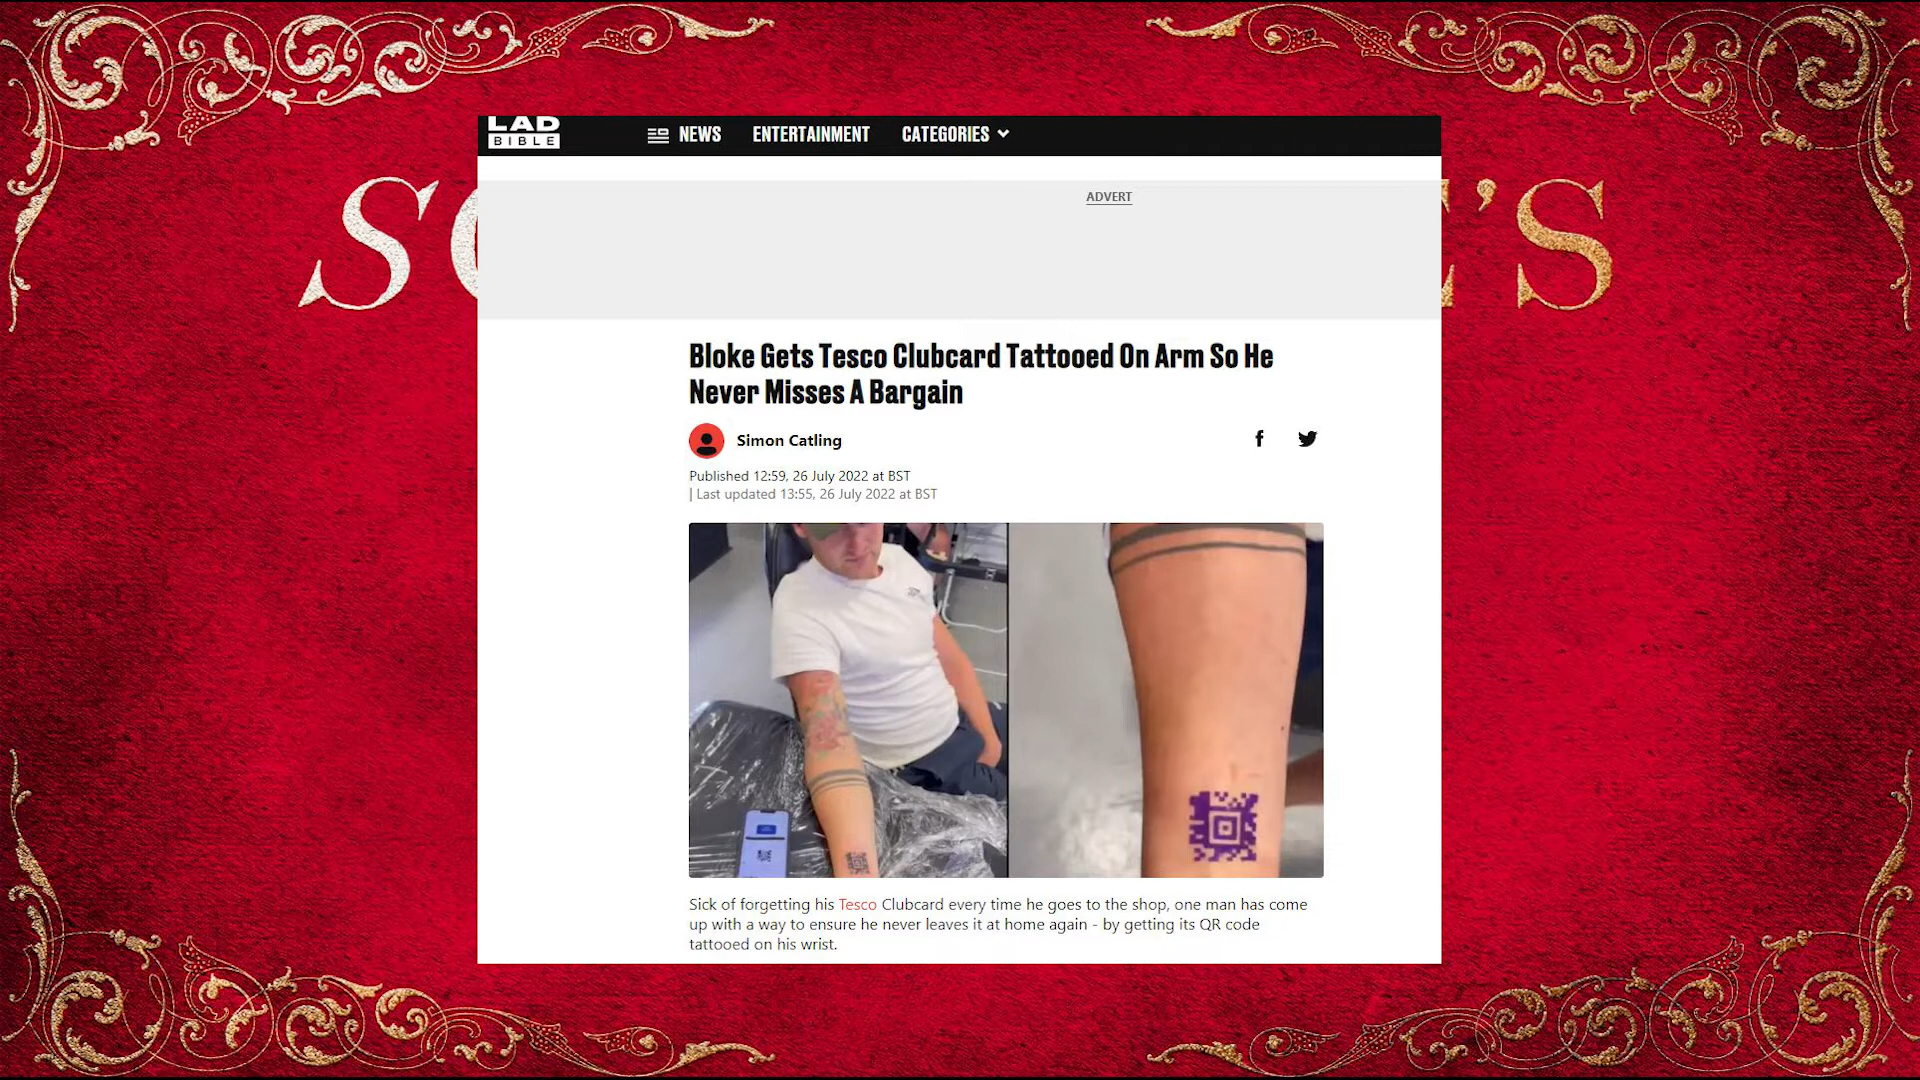 LAD
BIBLE
NEWS
ENTERTAINMENT
CATEGORIES
ADVERT
Bloke Gets Tesco Clubcard Tattooed On Arm So He
Never Misses A Bargain
Simon Catling
Published 12:59, 26 July 2022 at BST
| Last updated 13:55, 26 July 2022 at BST
Sick of forgetting his Tesco Clubcard every time he goes to the shop, one man has come
up with a way to ensure he never leaves it at home again - by getting its QR code
tattooed on his wrist.